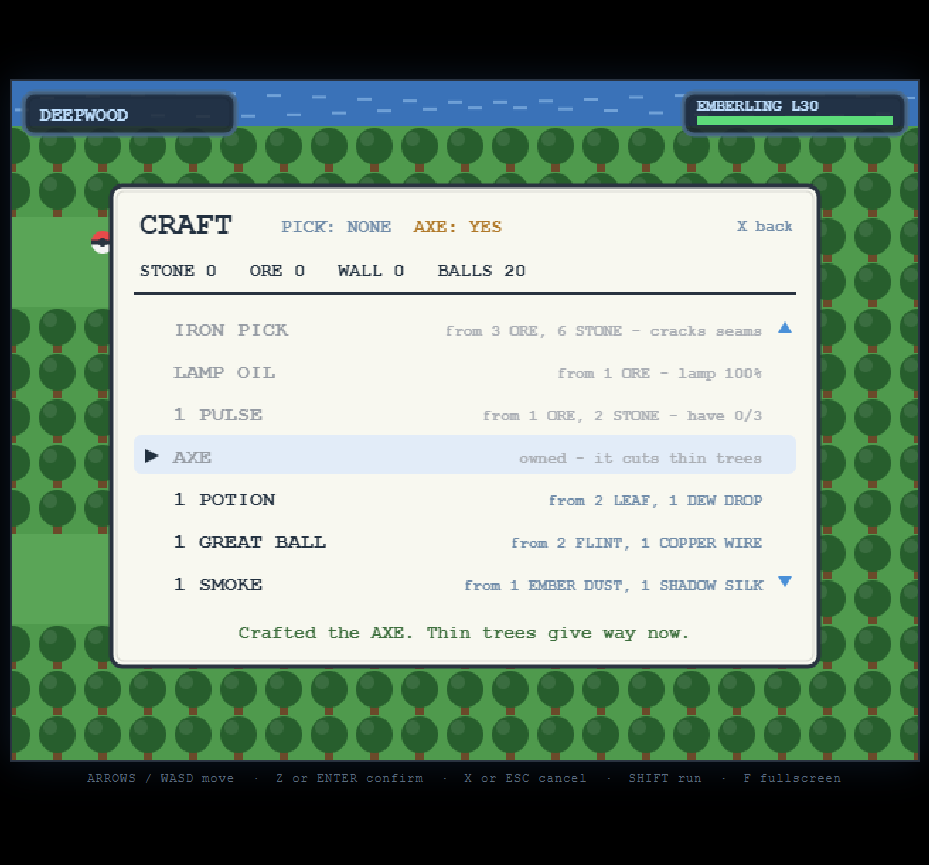 DEEPWOOD
EMBERLING L30
CRAFT PICK: NONE AXE: YES X back
STONE 0 ORE 0 WALL 0 BALLS 20
IRON PICK from 3 ORE, 6 STONE - cracks seams
LAMP OIL from 1 ORE - lamp 100%
1 PULSE from 1 ORE, 2 STONE - have 0/3
AXE owned - it cuts thin trees
1 POTION from 2 LEAF, 1 DEW DROP
1 GREAT BALL from 2 FLINT, 1 COPPER WIRE
1 SMOKE from 1 EMBER DUST, 1 SHADOW SILK
Crafted the AXE. Thin trees give way now.
ARROWS / WASD move · Z or ENTER confirm · X or ESC cancel · SHIFT run · F fullscreen